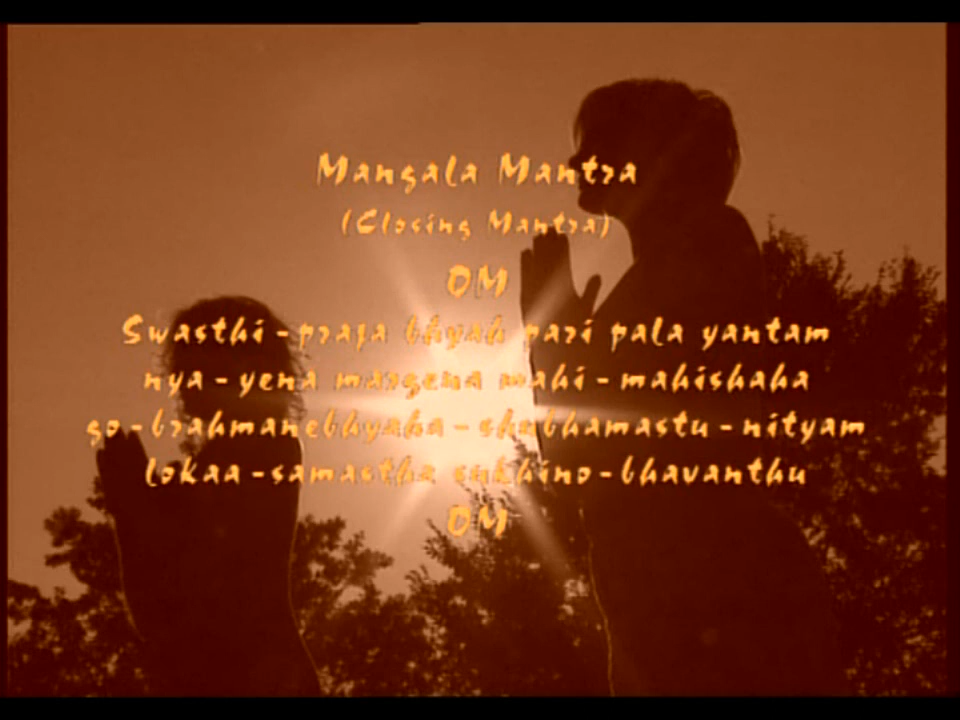 Mangala Mantra
(Closing Mantra)
OM
Swasthi-praja bhyah pari pala yantam
nya-yena margena mahi-mahishaha
go-brahmanebhyaha-shubhamastu-nityam
lokaa-samastha sukhino-bhavanthu
OM